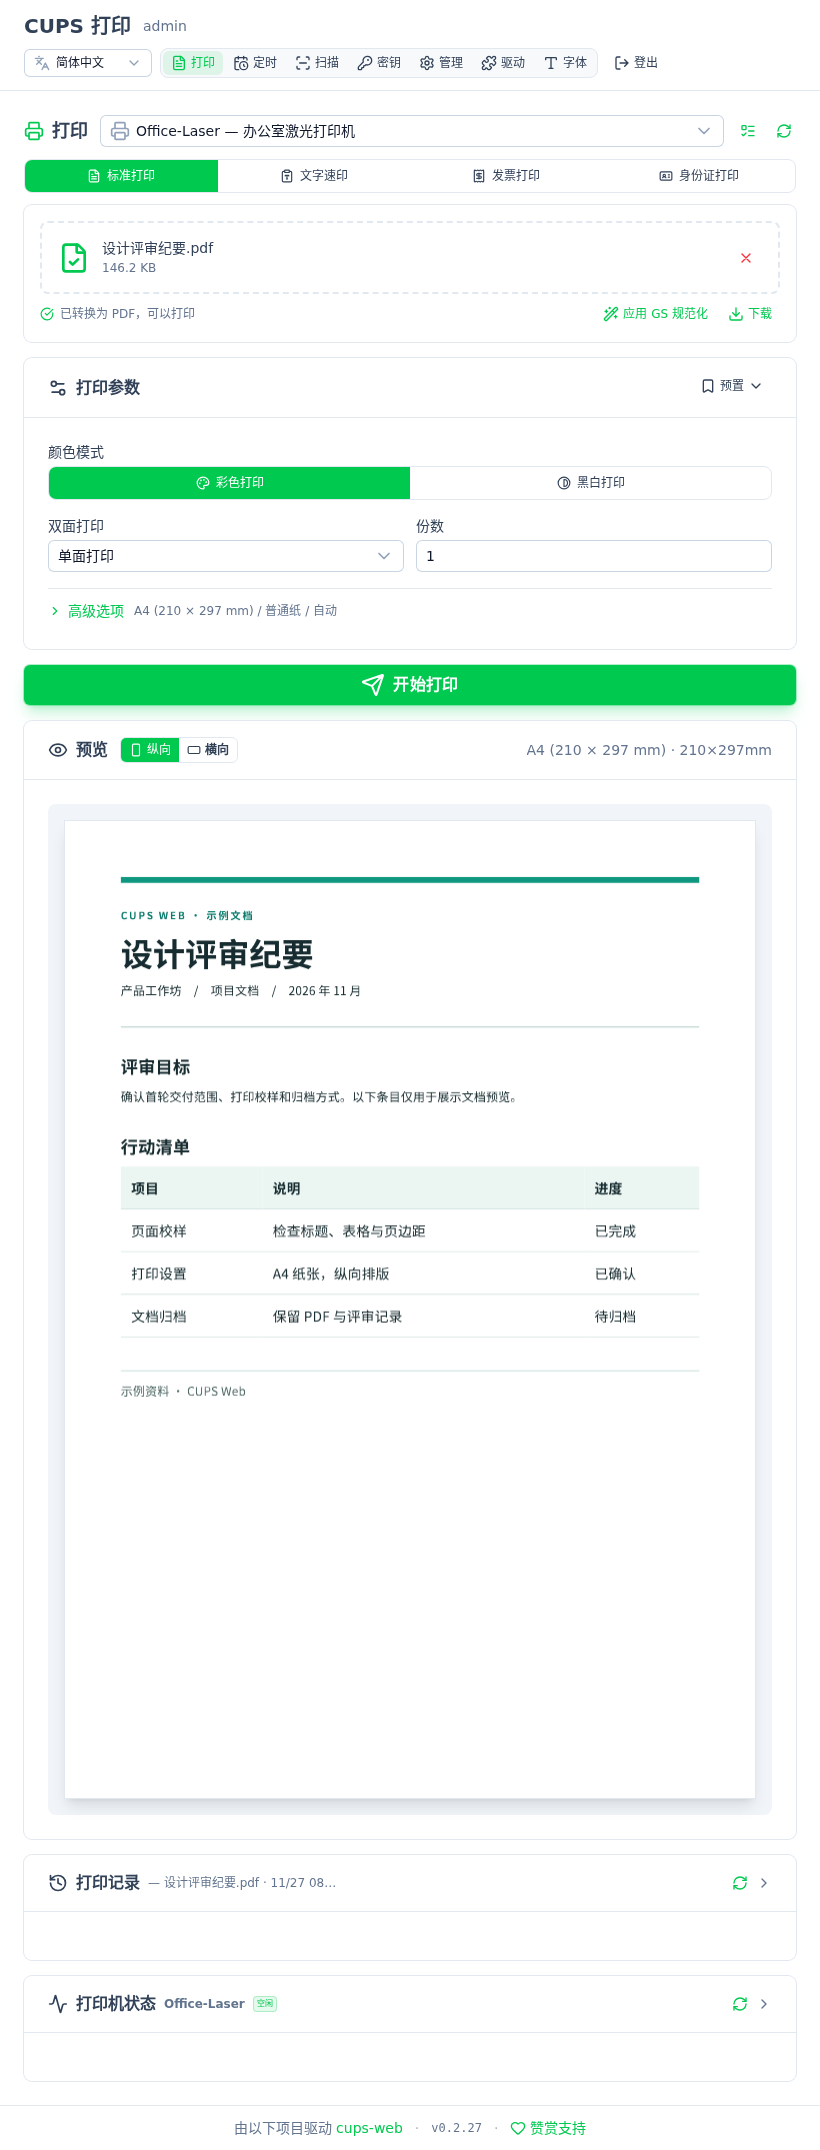 CUPS 打印 admin
简体中文 打印 定时 扫描 密钥 管理 驱动 字体 登出
打印 Office-Laser — 办公室激光打印机
标准打印 文字速印 发票打印 身份证打印
设计评审纪要.pdf
146.2 KB
已转换为 PDF，可以打印 应用 GS 规范化 下载
打印参数 预置
颜色模式
彩色打印 黑白打印
双面打印 份数
单面打印 1
高级选项 A4 (210 × 297 mm) / 普通纸 / 自动
开始打印
预览 纵向 横向 A4 (210 × 297 mm) · 210×297mm
CUPS WEB · 示例文档
设计评审纪要
产品工作坊 / 项目文档 / 2026 年 11 月
评审目标
确认首轮交付范围、打印校样和归档方式。以下条目仅用于展示文档预览。
行动清单
项目 说明 进度
页面校样 检查标题、表格与页边距 已完成
打印设置 A4 纸张，纵向排版 已确认
文档归档 保留 PDF 与评审记录 待归档
示例资料 · CUPS Web
打印记录 — 设计评审纪要.pdf · 11/27 08...
打印机状态 Office-Laser 空闲
由以下项目驱动 cups-web · v0.2.27 · 赞赏支持